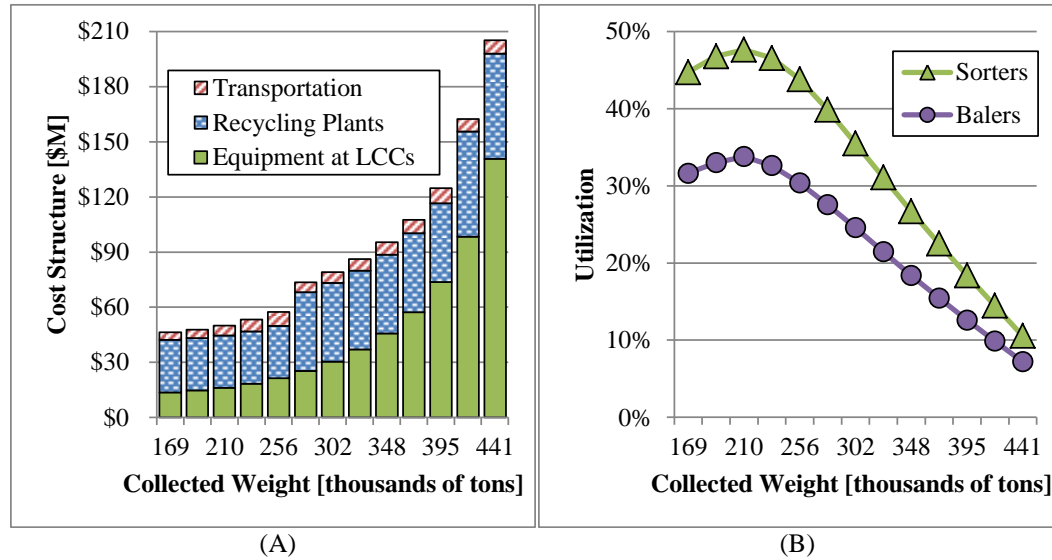 $210
$180
$150
$120
$90
$60
$30
$0
Cost Structure [$M]
Transportation
Recycling Plants
Equipment at LCCs
169 210 256 302 348 395 441
Collected Weight [thousands of tons]
(A)
50%
40%
30%
20%
10%
0%
Utilization
Sorters
Balers
169 210 256 302 348 395 441
Collected Weight [thousands of tons]
(B)